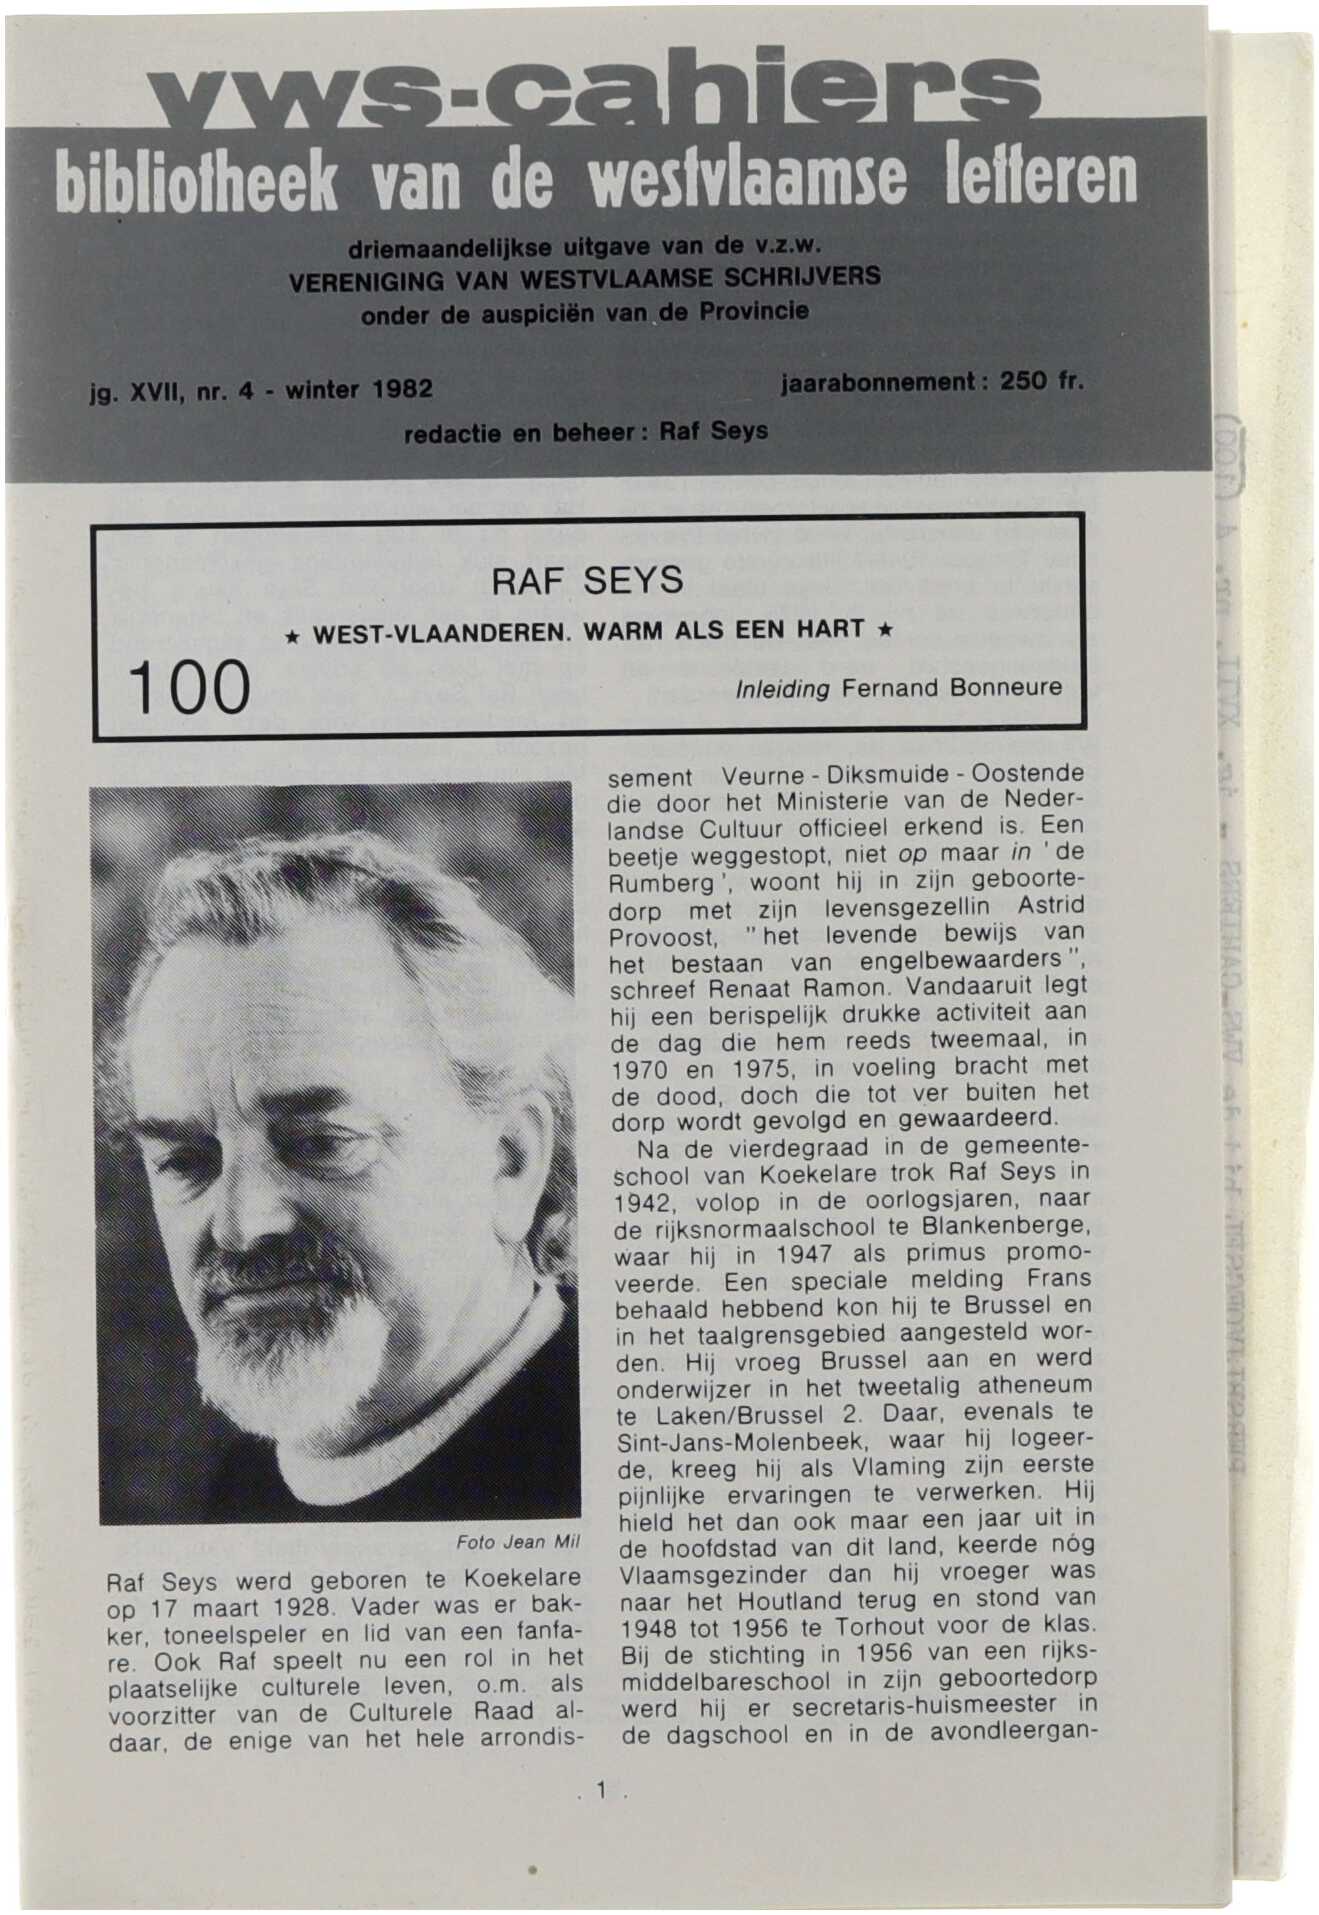 vws-cahiers
bibliotheek van de westvlaamse letteren
driemaandelijkse uitgave van de v.z.w.
VERENIGING VAN WESTVLAAMSE SCHRIJVERS
onder de auspiciën van de Provincie
jg. XVII, nr. 4 - winter 1982
jaarabonnement : 250 fr.
redactie en beheer : Raf Seys
RAF SEYS
★ WEST-VLAANDEREN. WARM ALS EEN HART ★
100
Inleiding Fernand Bonneure
Foto Jean Mil
Raf Seys werd geboren te Koekelare
op 17 maart 1928. Vader was er bak-
ker, toneelspeler en lid van een fanfa-
re. Ook Raf speelt nu een rol in het
plaatselijke culturele leven, o.m. als
voorzitter van de Culturele Raad al-
daar, de enige van het hele arrondis-
sement Veurne - Diksmuide - Oostende
die door het Ministerie van de Neder-
landse Cultuur officieel erkend is. Een
beetje weggestopt, niet op maar in 'de
Rumberg', woont hij in zijn geboorte-
dorp met zijn levensgezellin Astrid
Provoost, "het levende bewijs van
het bestaan van engelbewaarders",
schreef Renaat Ramon. Vandaaruit legt
hij een berispelijk drukke activiteit aan
de dag die hem reeds tweemaal, in
1970 en 1975, in voeling bracht met
de dood, doch die tot ver buiten het
dorp wordt gevolgd en gewaardeerd.
Na de vierdegraad in de gemeente-
school van Koekelare trok Raf Seys in
1942, volop in de oorlogsjaren, naar
de rijksnormaalschool te Blankenberge,
waar hij in 1947 als primus promo-
veerde. Een speciale melding Frans
behaald hebbend kon hij te Brussel en
in het taalgrensgebied aangesteld wor-
den. Hij vroeg Brussel aan en werd
onderwijzer in het tweetalig atheneum
te Laken/Brussel 2. Daar, evenals te
Sint-Jans-Molenbeek, waar hij logeer-
de, kreeg hij als Vlaming zijn eerste
pijnlijke ervaringen te verwerken. Hij
hield het dan ook maar een jaar uit in
de hoofdstad van dit land, keerde nóg
Vlaamsgezinder dan hij vroeger was
naar het Houtland terug en stond van
1948 tot 1956 te Torhout voor de klas.
Bij de stichting in 1956 van een rijks-
middelbareschool in zijn geboortedorp
werd hij er secretaris-huismeester in
de dagschool en in de avondleergan-
. 1 .